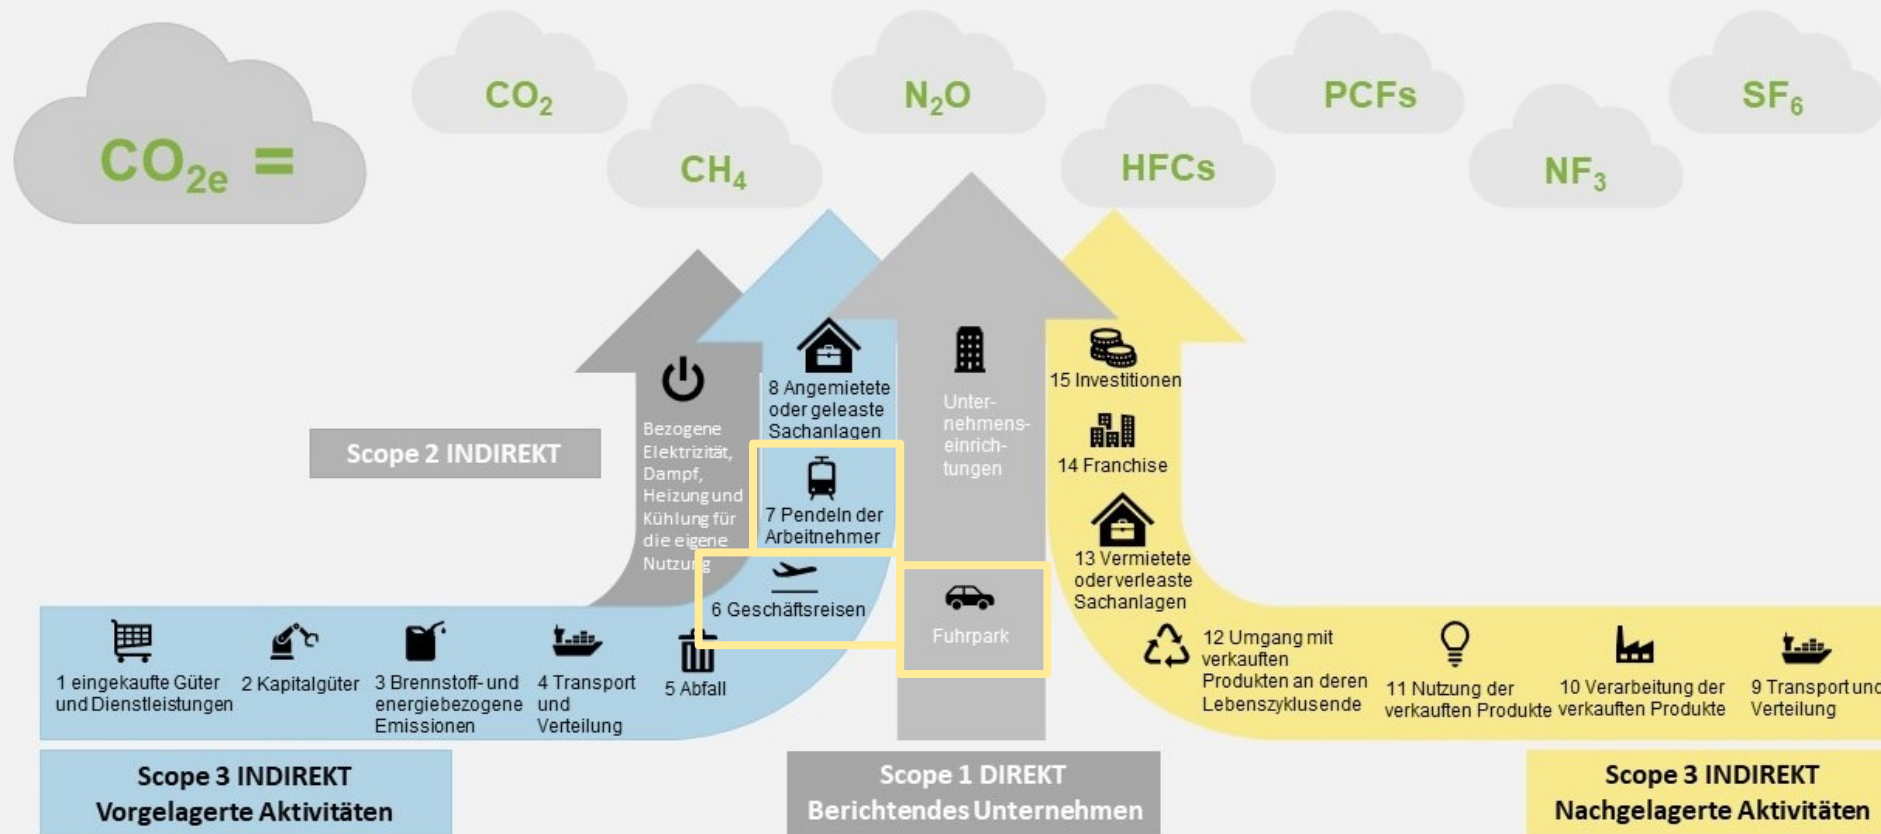 CO2e =
CO2
CH4
N2O
HFCs
PCFs
NF3
SF6
Scope 2 INDIREKT
Bezogene
Elektrizität,
Dampf,
Heizung und
Kühlung für
die eigene
Nutzung
8 Angemietete
oder geleaste
Sachanlagen
7 Pendeln der
Arbeitnehmer
6 Geschäftsreisen
Unter-
nehmens-
einrich-
tungen
Fuhrpark
15 Investitionen
14 Franchise
13 Vermietete
oder verleaste
Sachanlagen
1 eingekaufte Güter
und Dienstleistungen
2 Kapitalgüter
3 Brennstoff- und
energiebezogene
Emissionen
4 Transport
und
Verteilung
5 Abfall
12 Umgang mit
verkauften
Produkten an deren
Lebenszyklusende
11 Nutzung der
verkauften Produkte
10 Verarbeitung der
verkauften Produkte
9 Transport und
Verteilung
Scope 3 INDIREKT
Vorgelagerte Aktivitäten
Scope 1 DIREKT
Berichtendes Unternehmen
Scope 3 INDIREKT
Nachgelagerte Aktivitäten